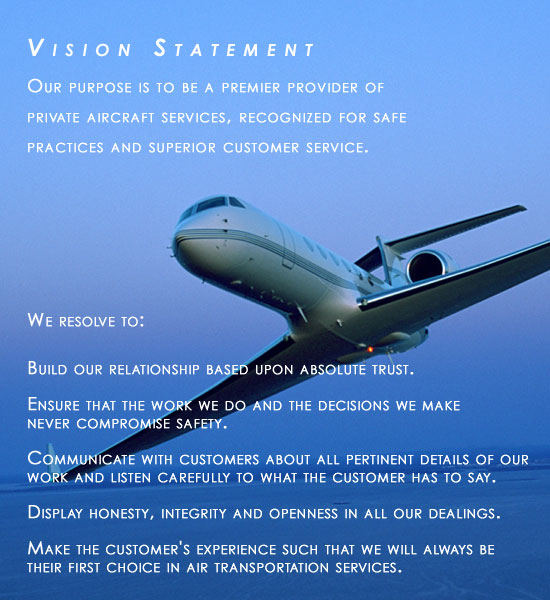 Vision Statement
Our purpose is to be a premier provider of
private aircraft services, recognized for safe
practices and superior customer service.
We resolve to:
Build our relationship based upon absolute trust.
Ensure that the work we do and the decisions we make
never compromise safety.
Communicate with customers about all pertinent details of our
work and listen carefully to what the customer has to say.
Display honesty, integrity and openness in all our dealings.
Make the customer's experience such that we will always be
their first choice in air transportation services.